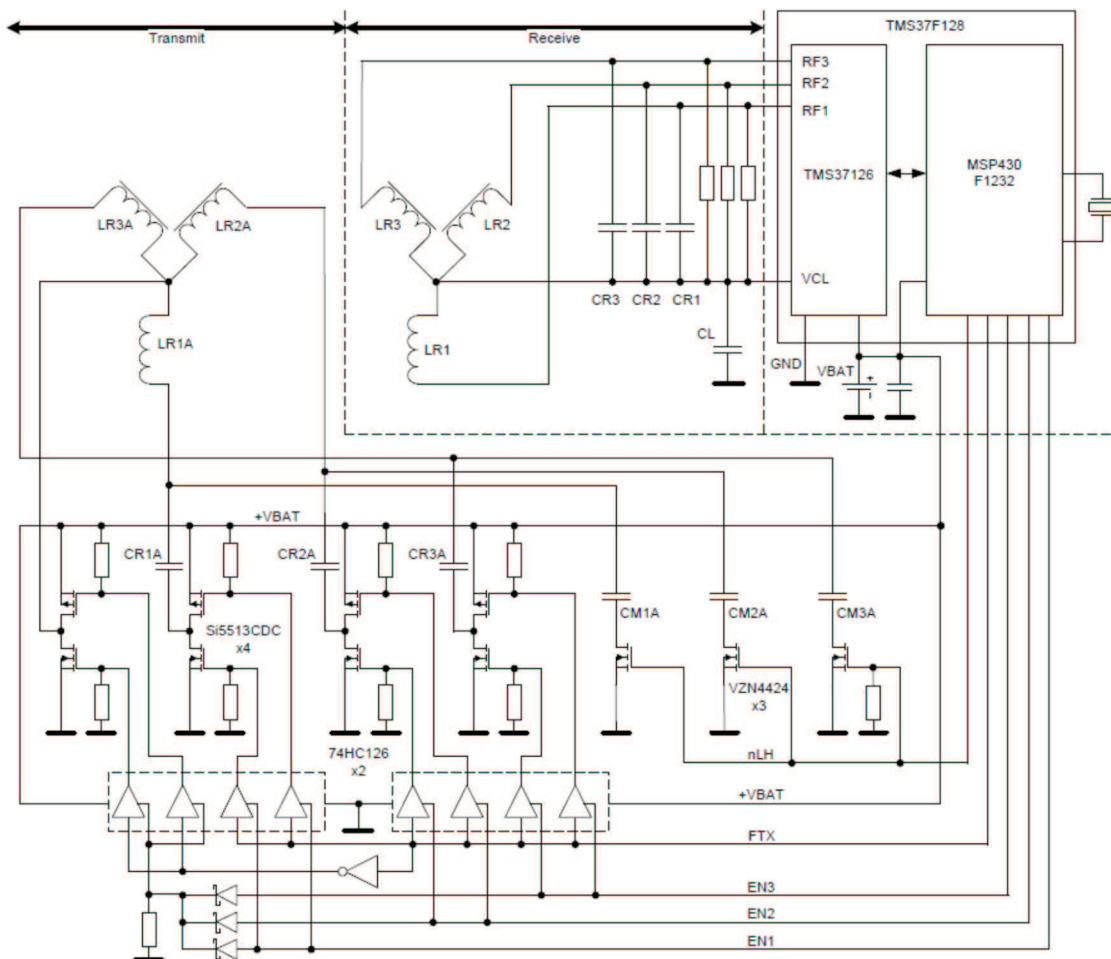 Transmit
Receive
TMS37F128
RF3
RF2
RF1
TMS37126
MSP430
F1232
VCL
LR3A
LR2A
LR1A
LR3
LR2
LR1
CR3
CR2
CR1
CL
GND
VBAT
+
+VBAT
CR1A
CR2A
CR3A
Si5513CDC
x4
CM1A
CM2A
CM3A
VZN4424
x3
74HC126
x2
nLH
+VBAT
FTX
EN3
EN2
EN1